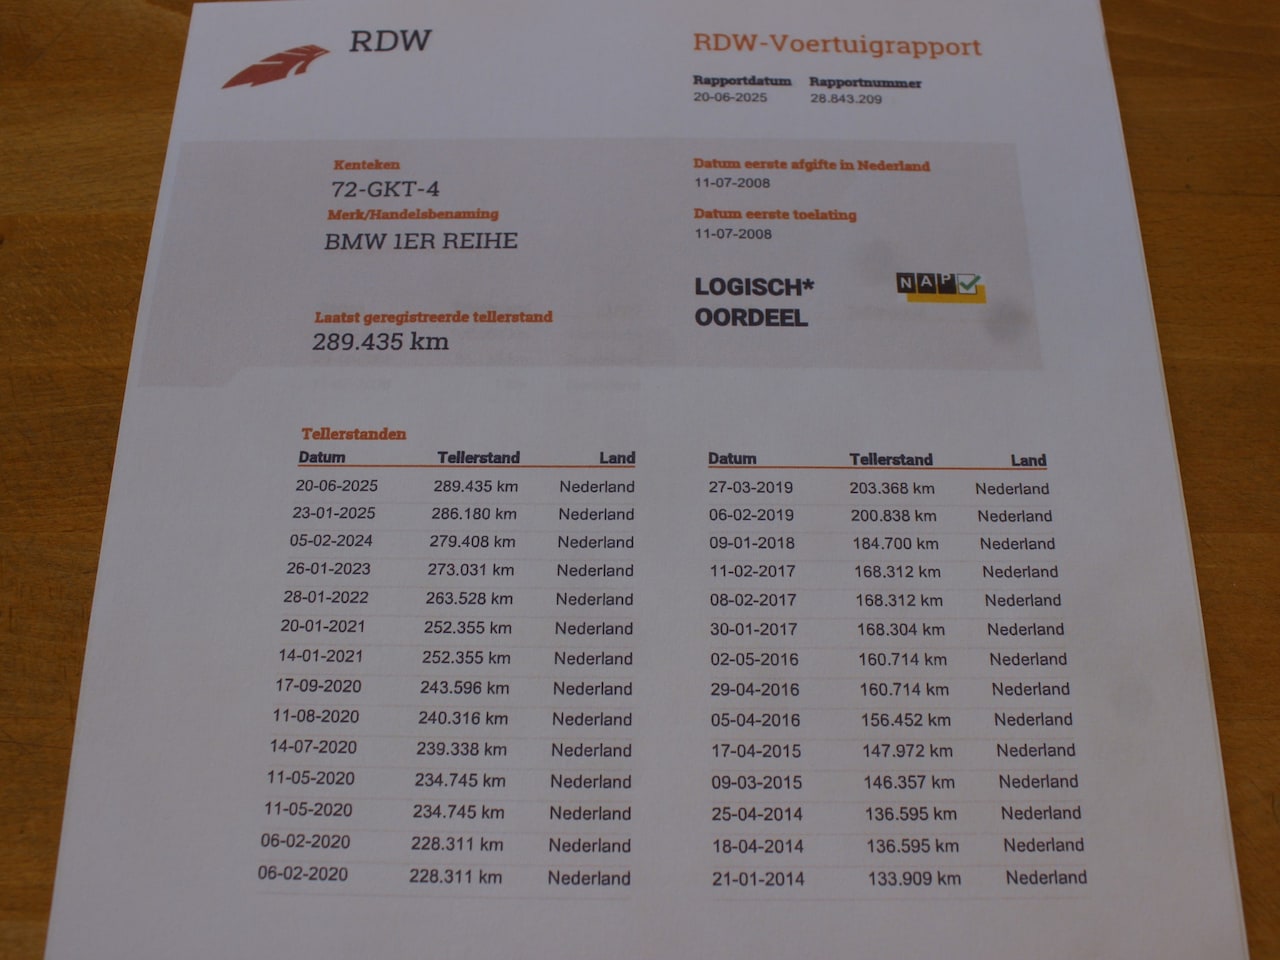 RDW
RDW-Voertuigrapport
Rapportdatum Rapportnummer
20-06-2025 28.843.209
Kenteken
72-GKT-4
Merk/Handelsbenaming
BMW 1ER REIHE
Laatst geregistreerde tellerstand
289.435 km
Datum eerste afgifte in Nederland
11-07-2008
Datum eerste toelating
11-07-2008
LOGISCH*
OORDEEL
NAP
Tellerstanden
Datum Tellerstand Land
20-06-2025 289.435 km Nederland
23-01-2025 286.180 km Nederland
05-02-2024 279.408 km Nederland
26-01-2023 273.031 km Nederland
28-01-2022 263.528 km Nederland
20-01-2021 252.355 km Nederland
14-01-2021 252.355 km Nederland
17-09-2020 243.596 km Nederland
11-08-2020 240.316 km Nederland
14-07-2020 239.338 km Nederland
11-05-2020 234.745 km Nederland
11-05-2020 234.745 km Nederland
06-02-2020 228.311 km Nederland
06-02-2020 228.311 km Nederland
Datum Tellerstand Land
27-03-2019 203.368 km Nederland
06-02-2019 200.838 km Nederland
09-01-2018 184.700 km Nederland
11-02-2017 168.312 km Nederland
08-02-2017 168.312 km Nederland
30-01-2017 168.304 km Nederland
02-05-2016 160.714 km Nederland
29-04-2016 160.714 km Nederland
05-04-2016 156.452 km Nederland
17-04-2015 147.972 km Nederland
09-03-2015 146.357 km Nederland
25-04-2014 136.595 km Nederland
18-04-2014 136.595 km Nederland
21-01-2014 133.909 km Nederland